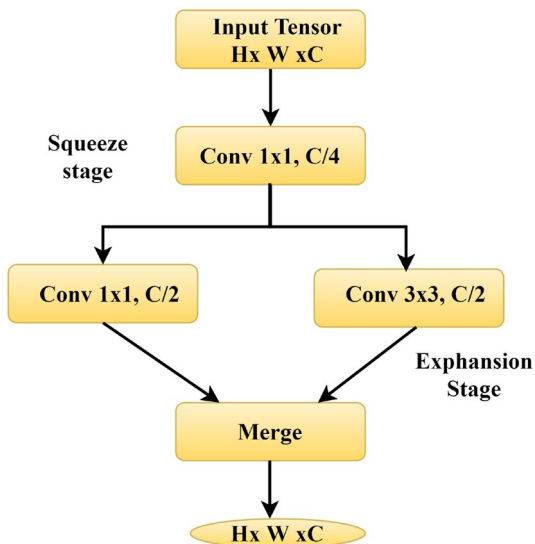 Input Tensor
Hx W xC
Squeeze
stage
Conv 1x1, C/4
Conv 1x1, C/2
Conv 3x3, C/2
Exphansion
Stage
Merge
Hx W xC